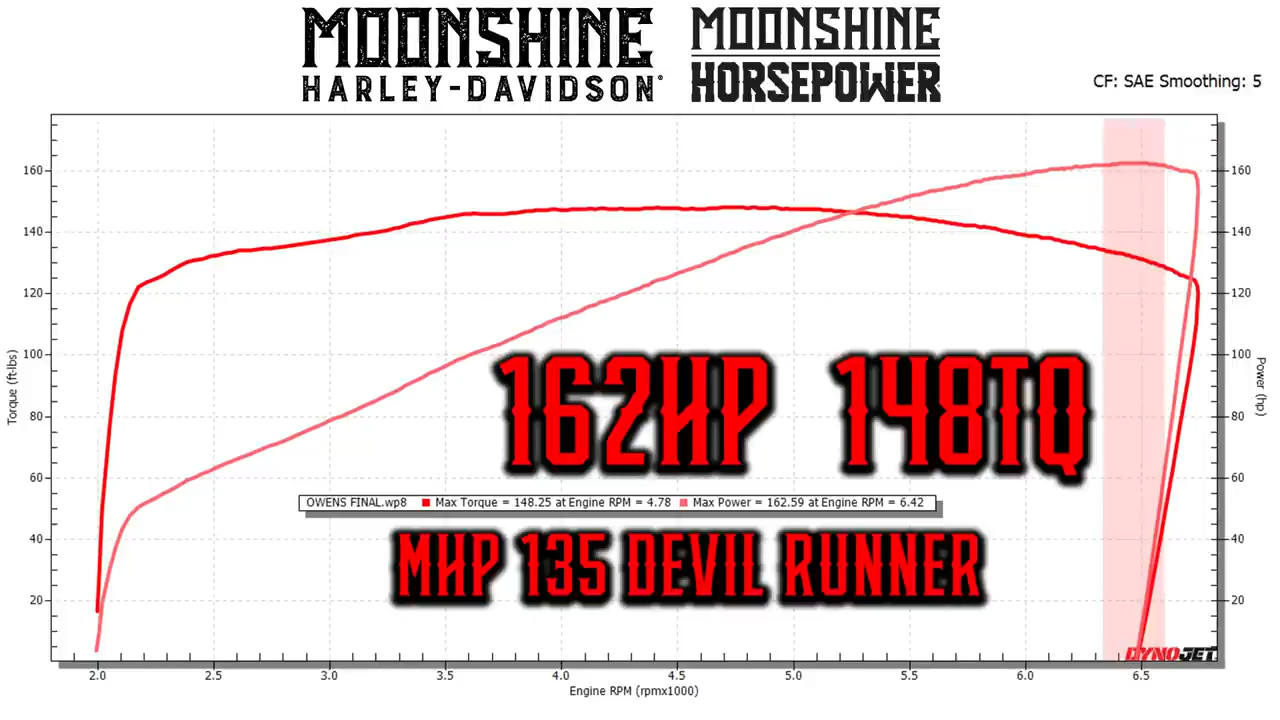 MOONSHINE
HARLEY-DAVIDSON®
MOONSHINE
HORSEPOWER
CF: SAE Smoothing: 5
Torque (ft-lbs)
160
140
120
100
80
60
40
20
160
140
120
100
80
60
40
20
Power (hp)
162HP 148TQ
OWENS FINAL.wp8 Max Torque = 148.25 at Engine RPM = 4.78 Max Power = 162.59 at Engine RPM = 6.42
MHP 135 DEVIL RUNNER
DYNOJET
2.0 2.5 3.0 3.5 4.0 4.5 5.0 5.5 6.0 6.5
Engine RPM (rpmx1000)